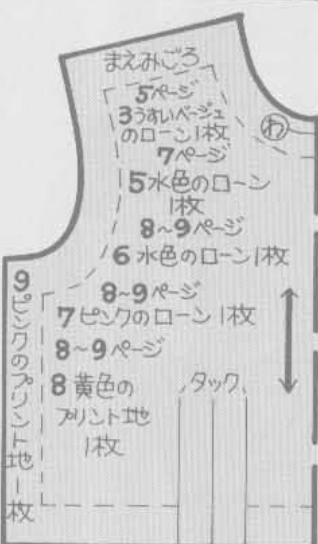 まえみごろ
5ページ
3うすいベージュ
のローン1枚
わ
7ページ
5水色のローン
1枚
8~9ページ
6水色のローン1枚
8~9ページ
7ピンクのローン1枚
8~9ページ
8黄色の
プリント地
1枚
タック
9ピンクのプリント地1枚